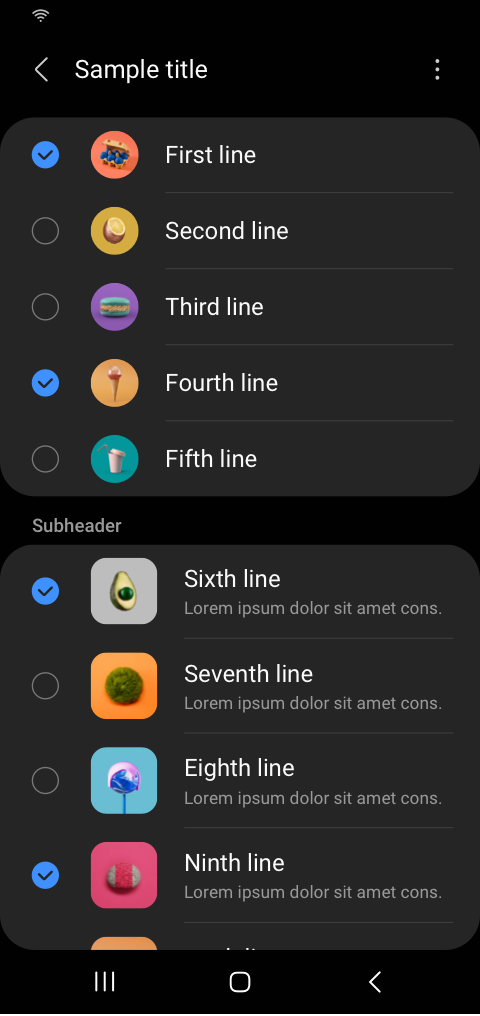 Sample title
First line
Second line
Third line
Fourth line
Fifth line
Subheader
Sixth line
Lorem ipsum dolor sit amet cons.
Seventh line
Lorem ipsum dolor sit amet cons.
Eighth line
Lorem ipsum dolor sit amet cons.
Ninth line
Lorem ipsum dolor sit amet cons.